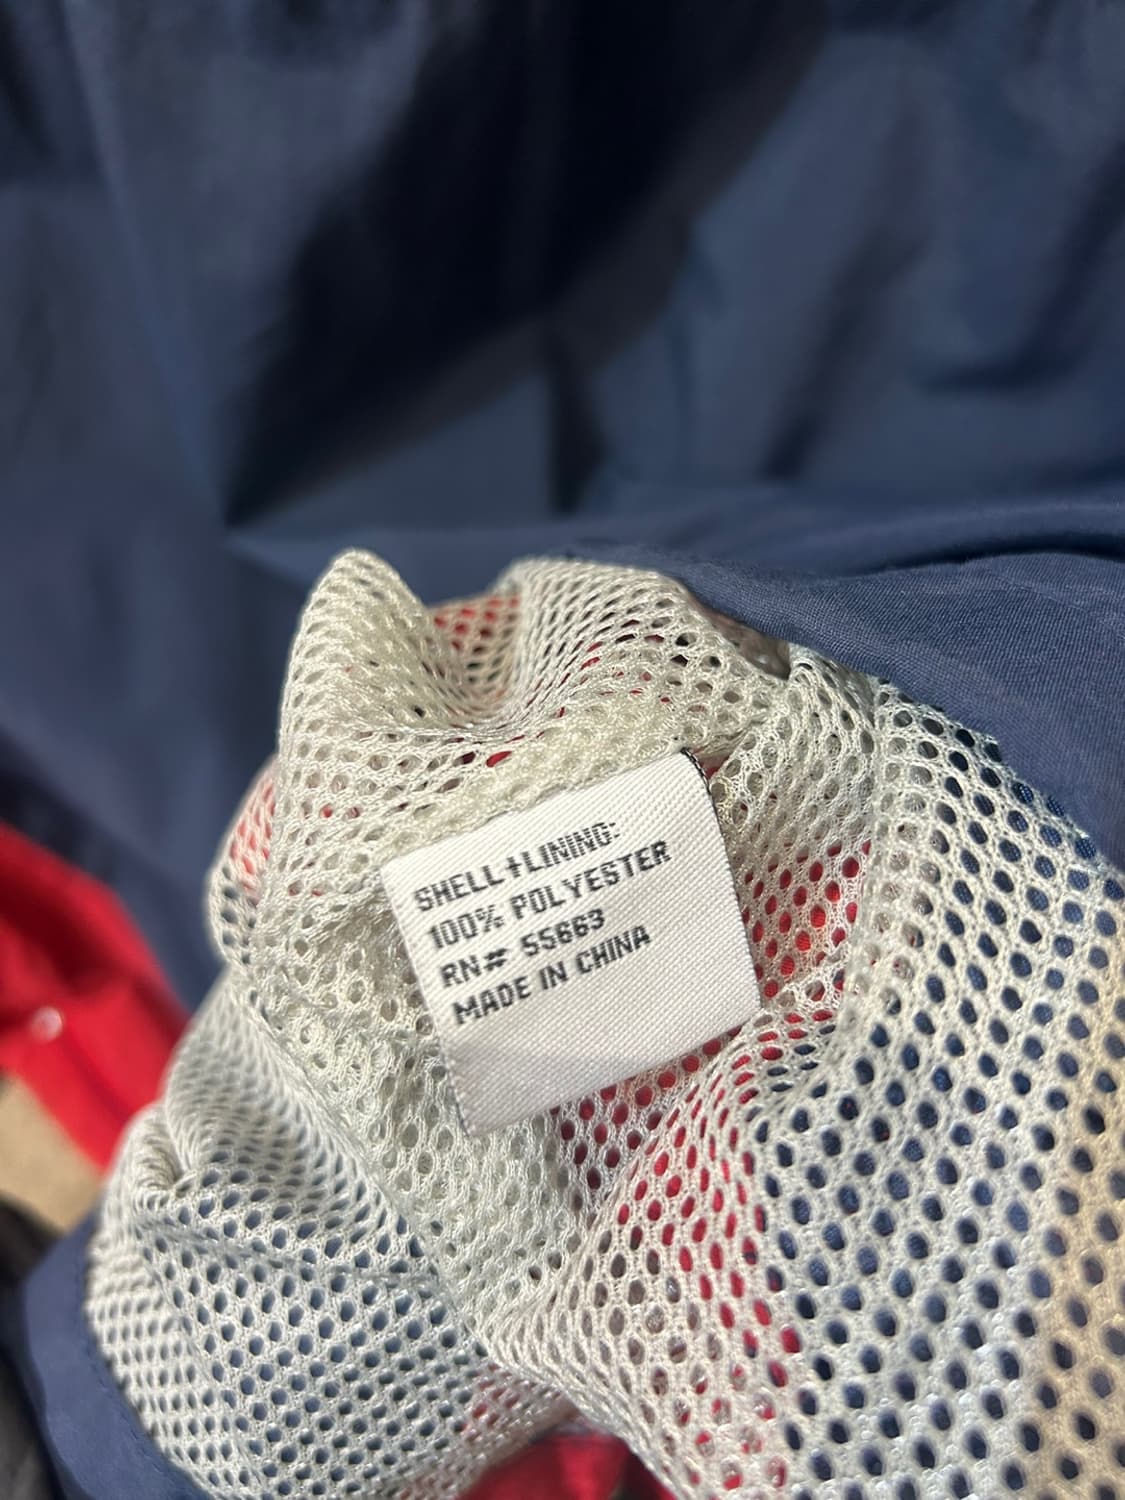 SHELL+LINING:
100% POLYESTER
RN# 55663
MADE IN CHINA